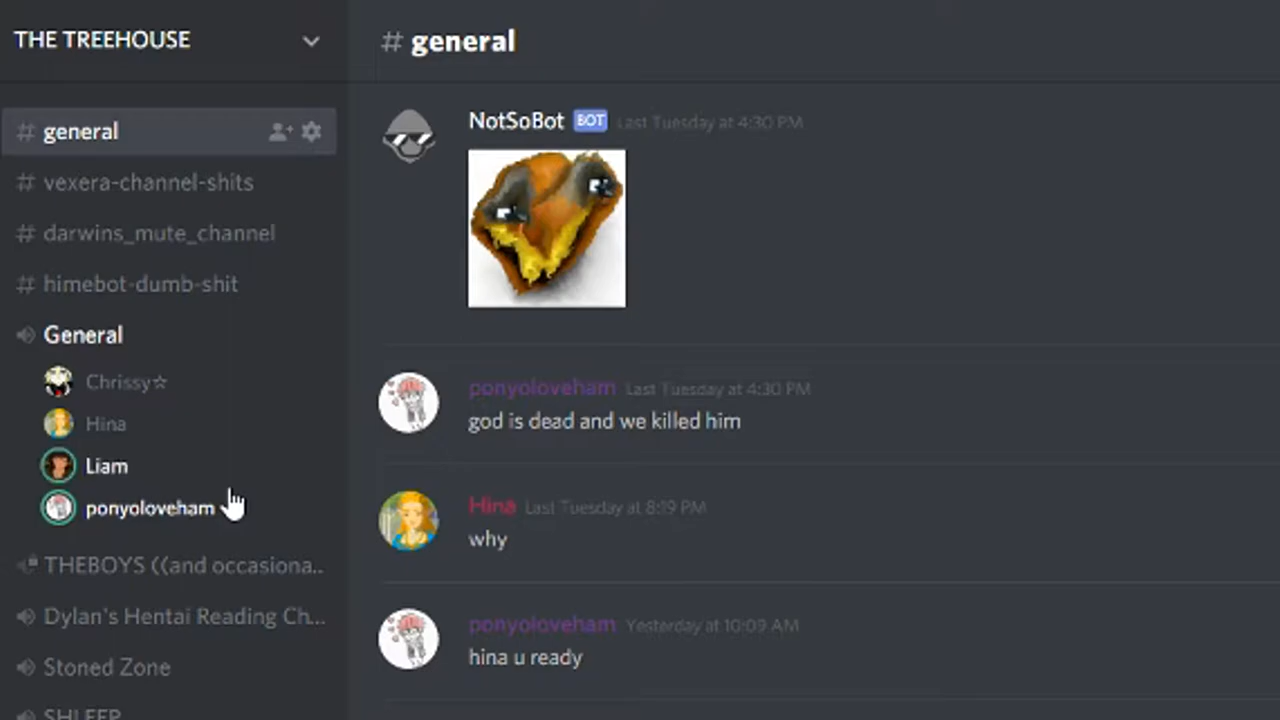 THE TREEHOUSE
# general
# general
# vexera-channel-shits
# darwins_mute_channel
# himebot-dumb-shit
General
Chrissy☆
Hina
Liam
ponyoloveham
THEBOYS ((and occasiona..
Dylan's Hentai Reading Ch...
Stoned Zone
SHLEEP
NotSoBot BOT Last Tuesday at 4:30 PM
ponyoloveham Last Tuesday at 4:30 PM
god is dead and we killed him
Hina Last Tuesday at 8:19 PM
why
ponyoloveham Yesterday at 10:09 AM
hina u ready